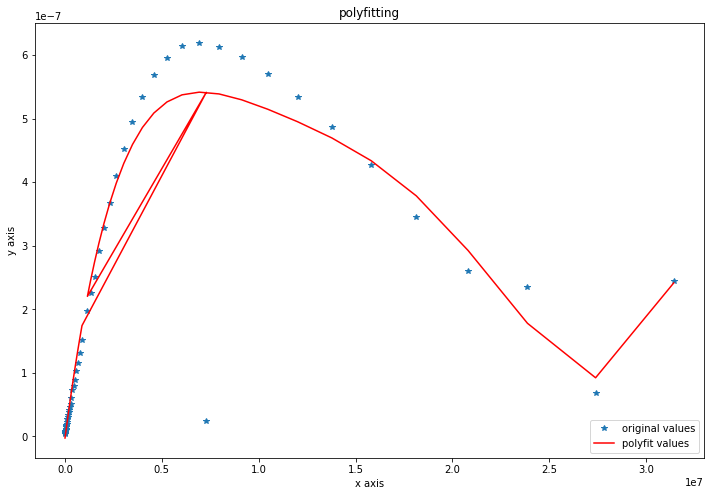 polyfitting
1e−7
6
5
4
3
2
1
0
y axis
0.0
0.5
1.0
1.5
2.0
2.5
3.0
1e7
x axis
original values
polyfit values